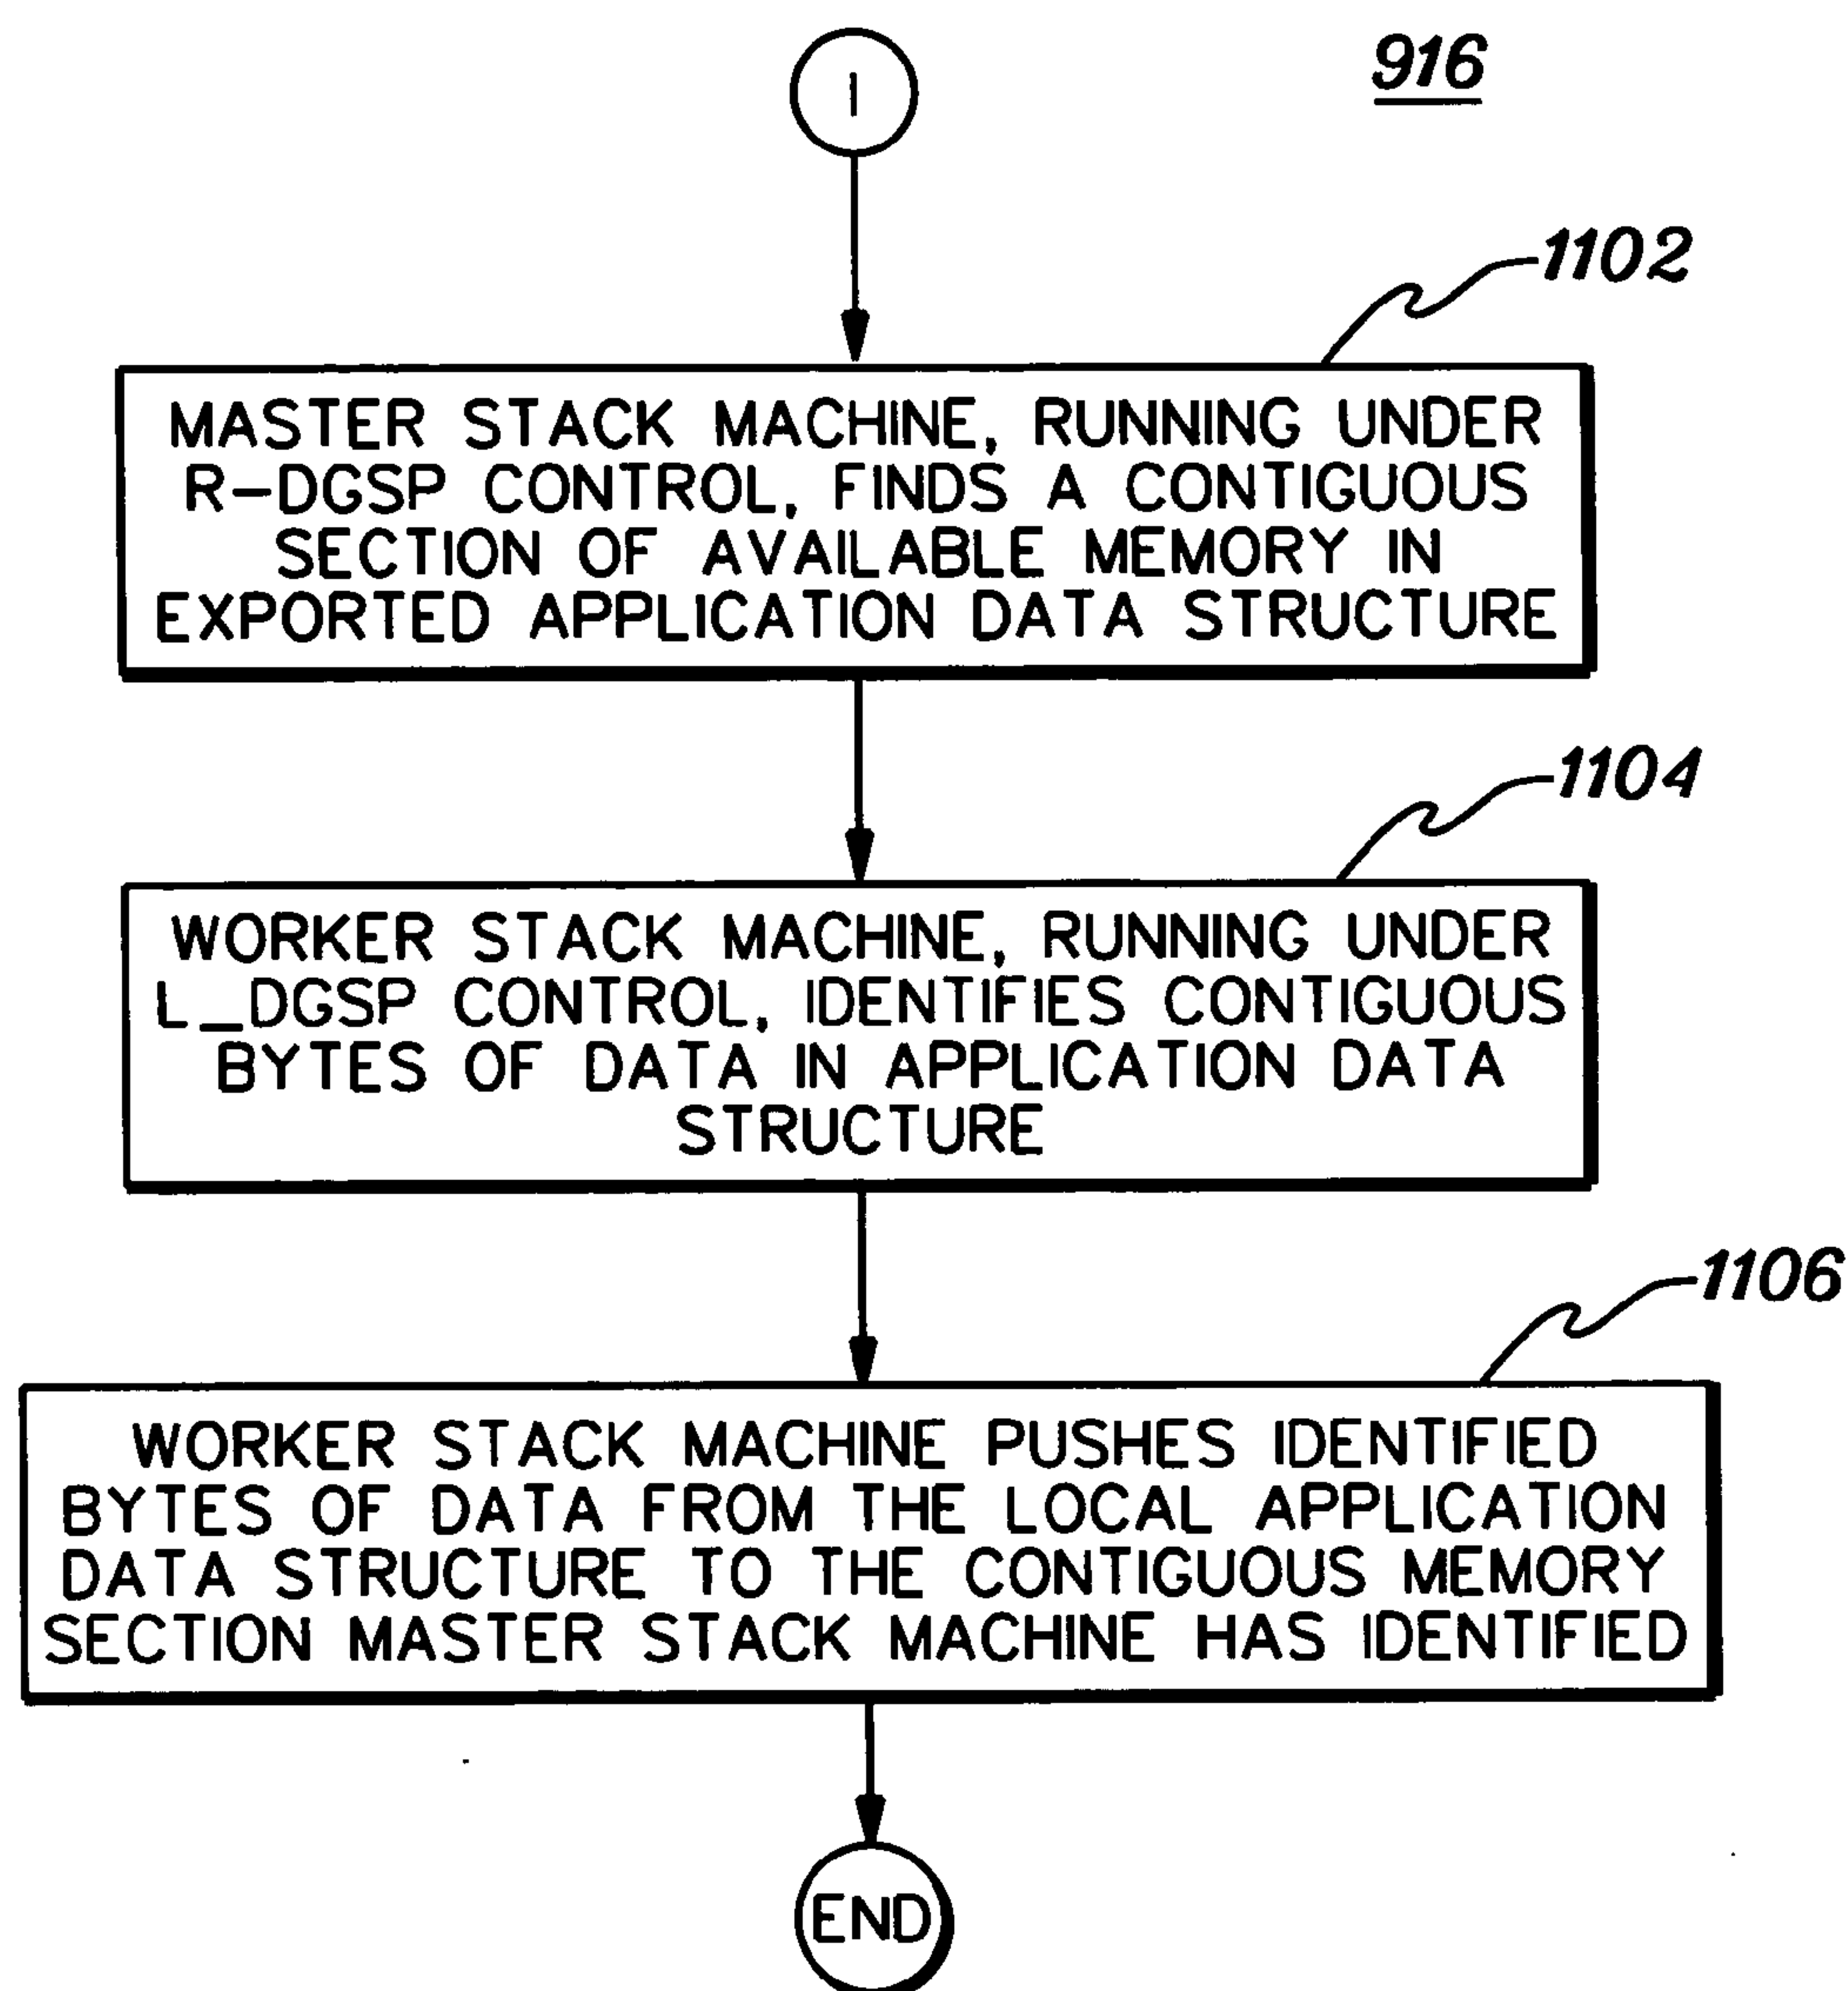 I
916
1102
MASTER STACK MACHINE, RUNNING UNDER
R-DGSP CONTROL, FINDS A CONTIGUOUS
SECTION OF AVAILABLE MEMORY IN
EXPORTED APPLICATION DATA STRUCTURE
1104
WORKER STACK MACHINE, RUNNING UNDER
L_DGSP CONTROL, IDENTIFIES CONTIGUOUS
BYTES OF DATA IN APPLICATION DATA
STRUCTURE
1106
WORKER STACK MACHINE PUSHES IDENTIFIED
BYTES OF DATA FROM THE LOCAL APPLICATION
DATA STRUCTURE TO THE CONTIGUOUS MEMORY
SECTION MASTER STACK MACHINE HAS IDENTIFIED
END